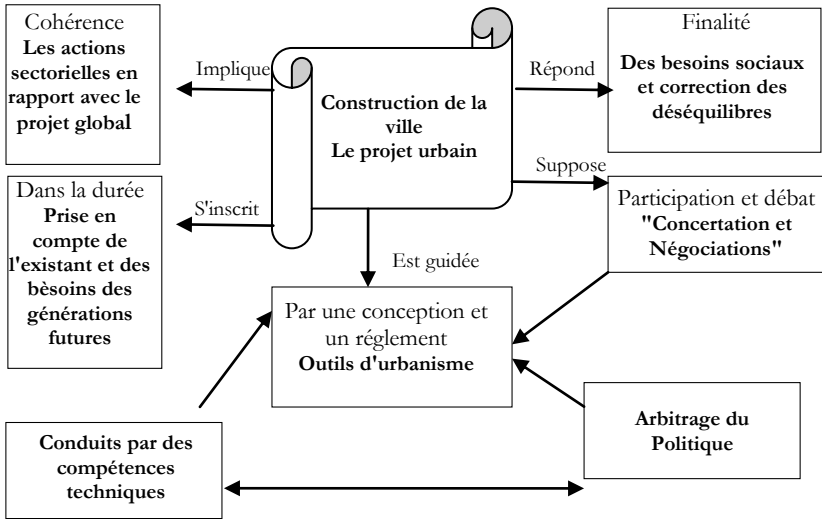 Cohérence
Les actions
sectorielles en
rapport avec le
projet global
Implique
Construction de la
ville
Le projet urbain
Répond
Finalité
Des besoins sociaux
et correction des
déséquilibres
Suppose
Participation et débat
"Concertation et
Négociations"
Dans la durée
Prise en
compte de
l'existant et des
bèsoins des
générations
futures
S'inscrit
Est guidée
Par une conception et
un réglement
Outils d'urbanisme
Arbitrage du
Politique
Conduits par des
compétences
techniques